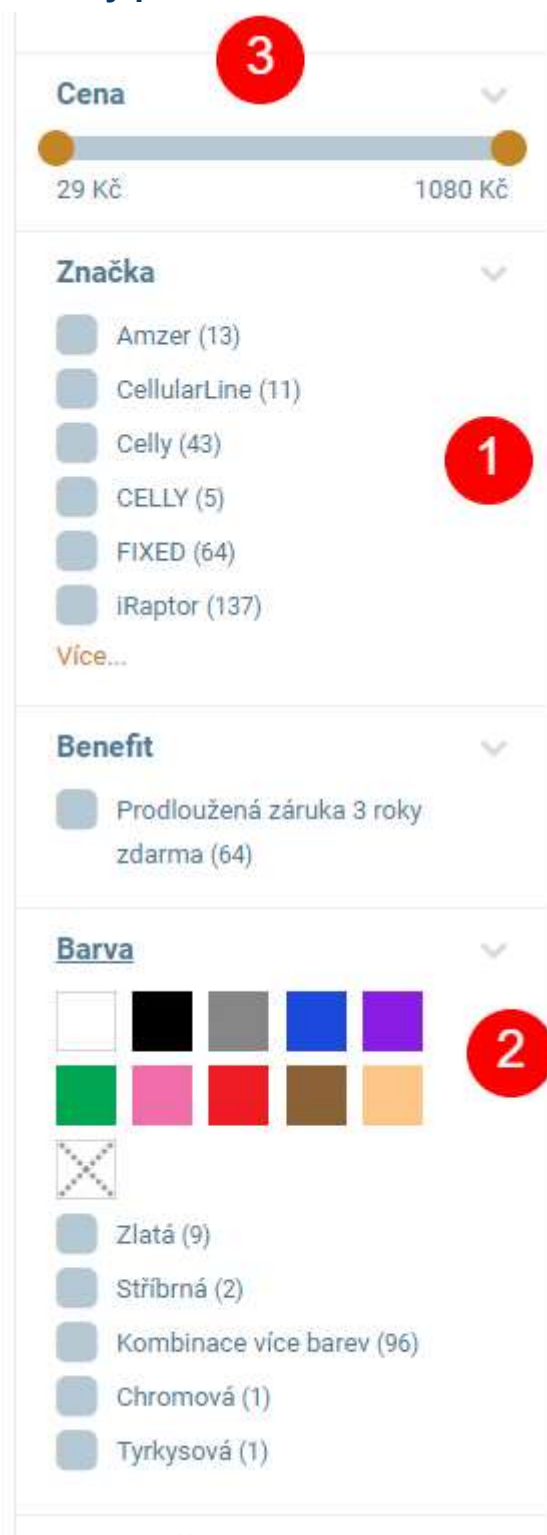 3
Cena
29 Kč 1080 Kč
Značka
Amzer (13)
CellularLine (11)
Celly (43)
1
CELLY (5)
FIXED (64)
iRaptor (137)
Více...
Benefit
Prodloužená záruka 3 roky
zdarma (64)
Barva
2
Zlatá (9)
Stříbrná (2)
Kombinace více barev (96)
Chromová (1)
Tyrkysová (1)